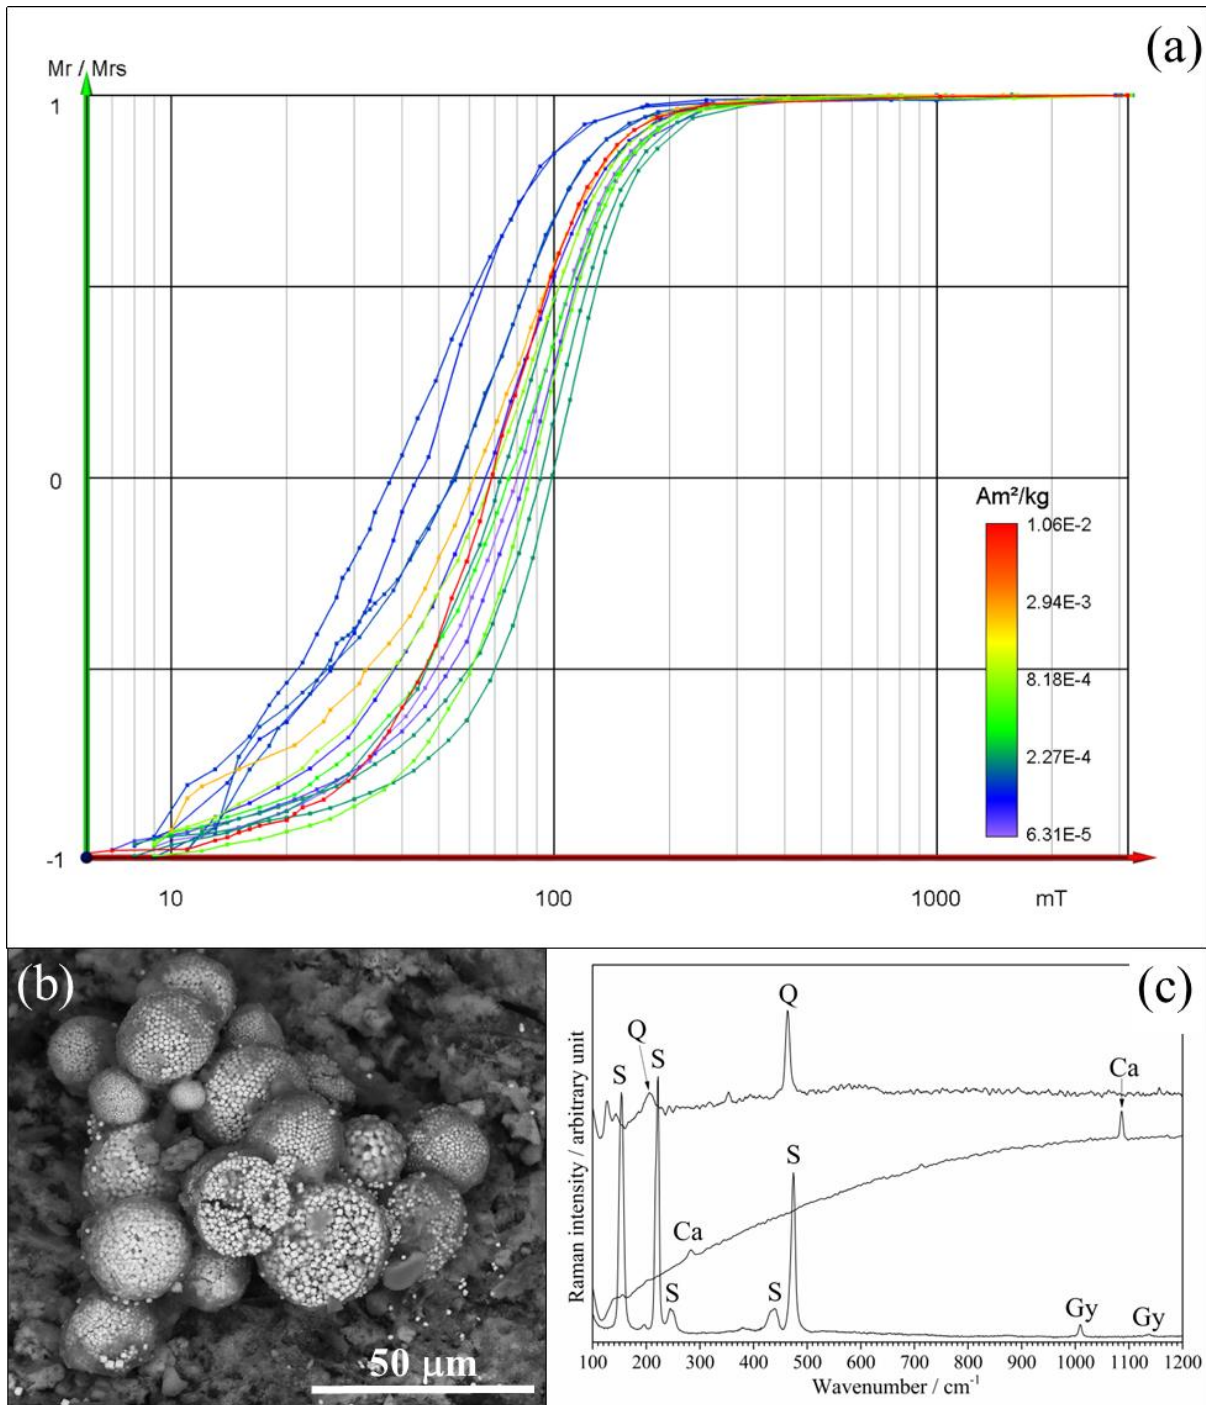 (a)
Mr / Mrs
1
0
-1
Am²/kg
1.06E-2
2.94E-3
8.18E-4
2.27E-4
6.31E-5
10 100 1000 mT
(b)
50 μm
(c)
Raman intensity / arbitrary unit
Q
Q
S S
Ca
S
Ca
S S
Gy
Gy
100 200 300 400 500 600 700 800 900 1000 1100 1200
Wavenumber / cm⁻¹